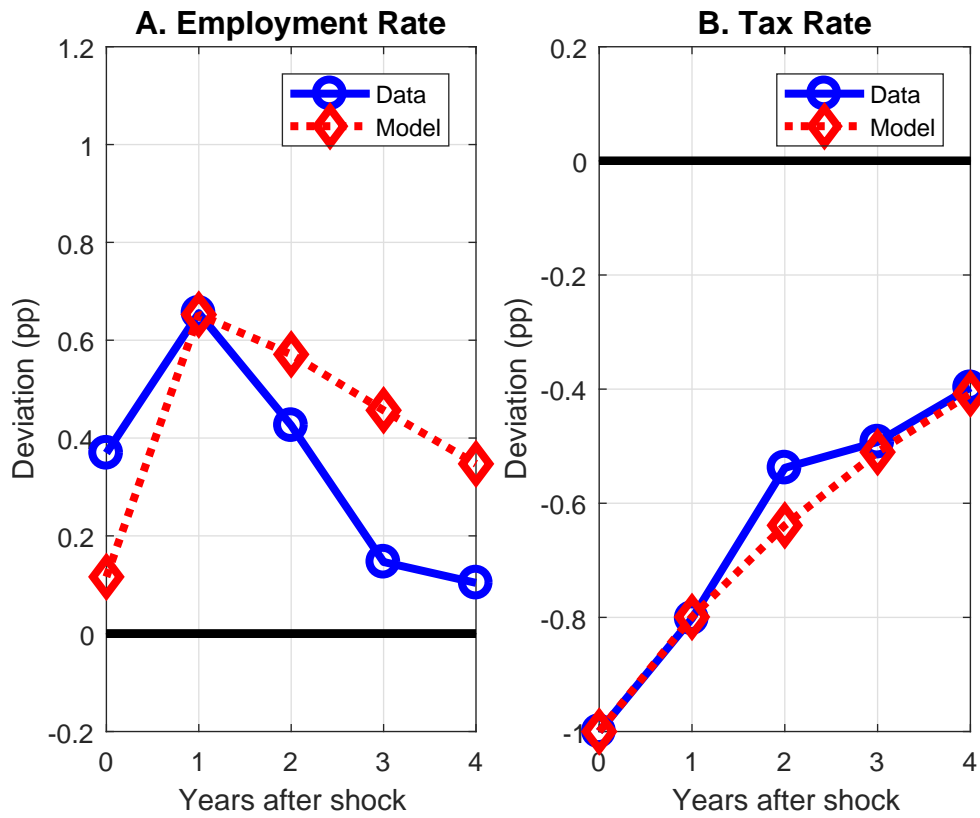 A. Employment Rate
1.2
1
0.8
0.6
0.4
0.2
0
-0.2
Deviation (pp)
Data
Model
0 1 2 3 4
Years after shock
B. Tax Rate
0.2
0
-0.2
-0.4
-0.6
-0.8
-1
Deviation (pp)
Data
Model
0 1 2 3 4
Years after shock